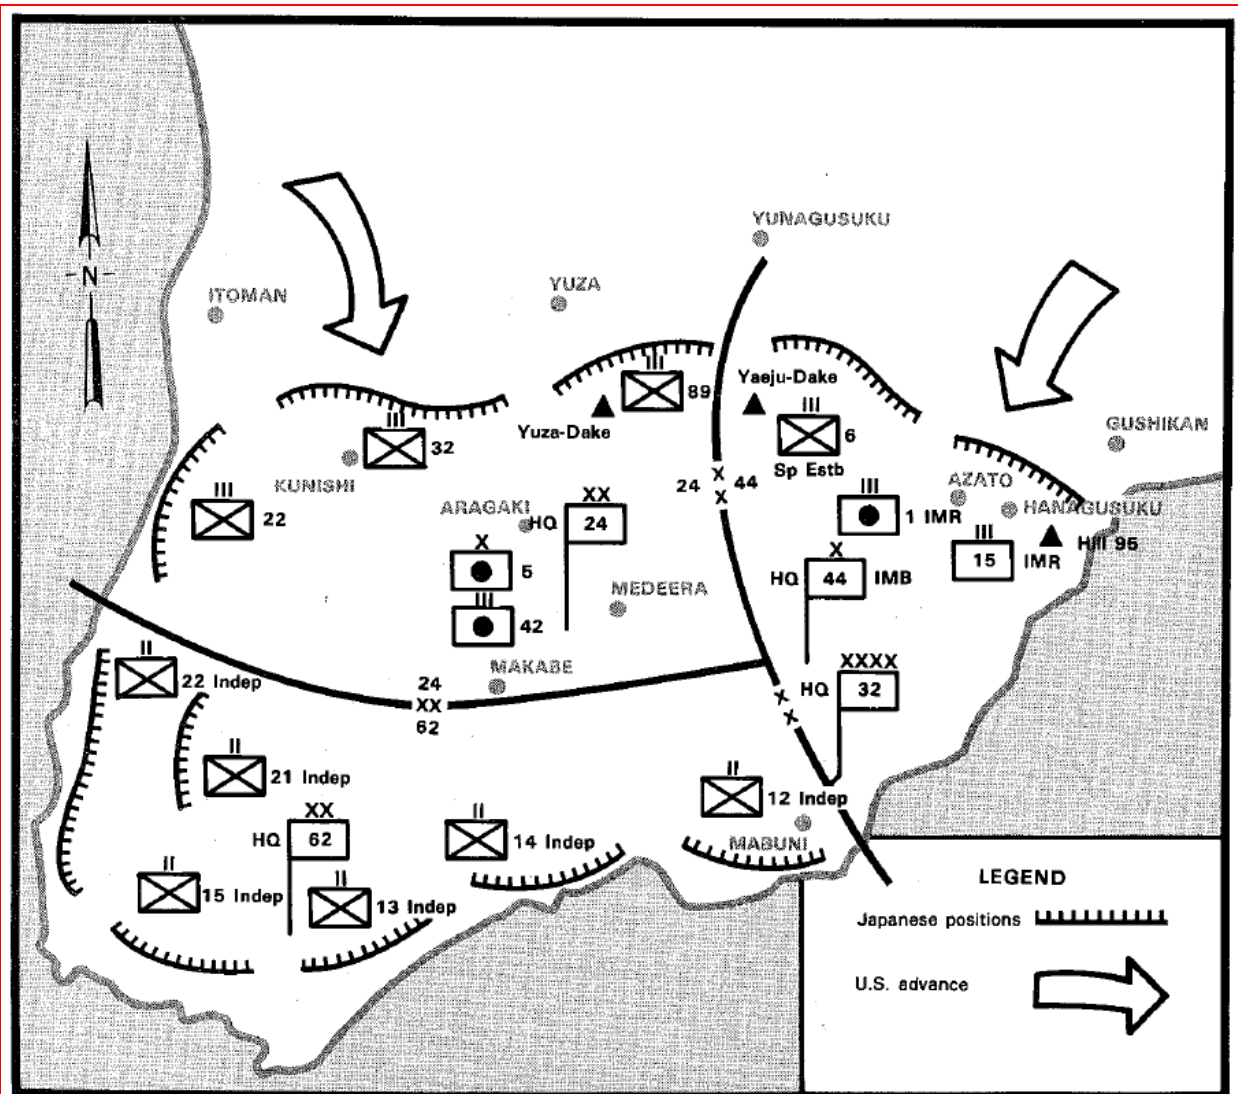 YUNAGUSUKU
N
ITOMAN
YUZA
III
89
Yaeju-Dake
III
6
Sp Estb
Yuza-Dake
III
32
KUNISHI
GUSHIKAN
X
24 44
X
AZATO
HANAGUSUKU
Hill 95
III
22
ARAGAKI
XX
HQ 24
III
1 IMR
III
15 IMR
X
5
III
42
X
HQ 44 IMB
MEDEERA
MAKABE
XXXX
HQ 32
II
22 Indep
24
XX
62
X
X
II
21 Indep
II
12 Indep
MABUNI
XX
HQ 62
II
14 Indep
II
15 Indep
II
13 Indep
LEGEND
Japanese positions
U.S. advance